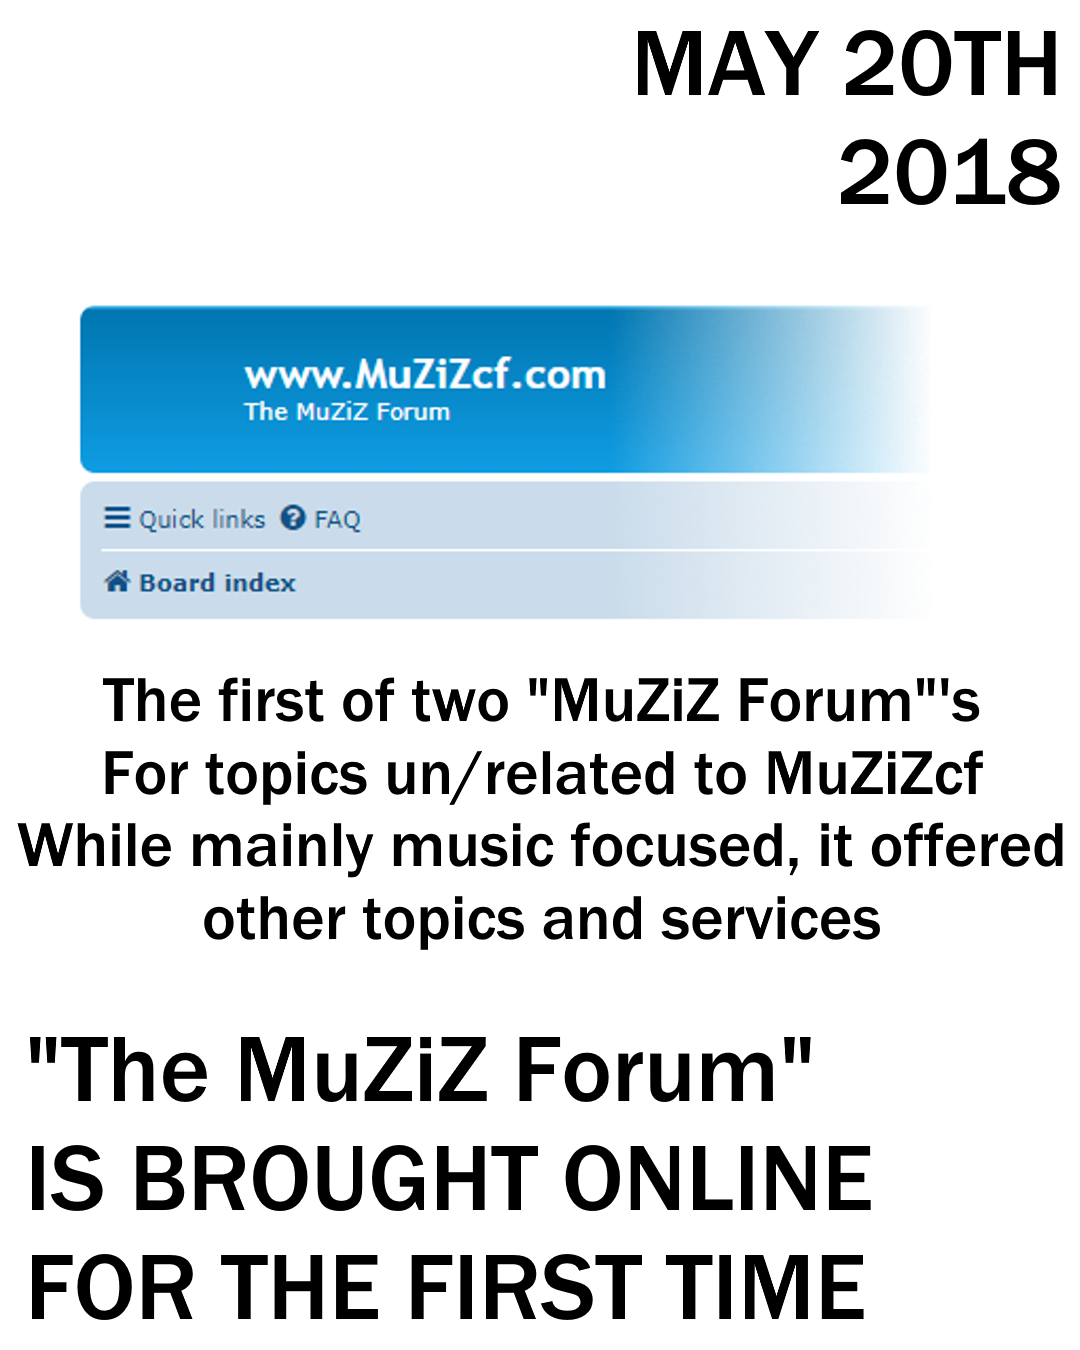 MAY 20TH
2018
www.MuZiZcf.com
The MuZiZ Forum
Quick links FAQ
Board index
The first of two "MuZiZ Forum"'s
For topics un/related to MuZiZcf
While mainly music focused, it offered
other topics and services
"The MuZiZ Forum"
IS BROUGHT ONLINE
FOR THE FIRST TIME